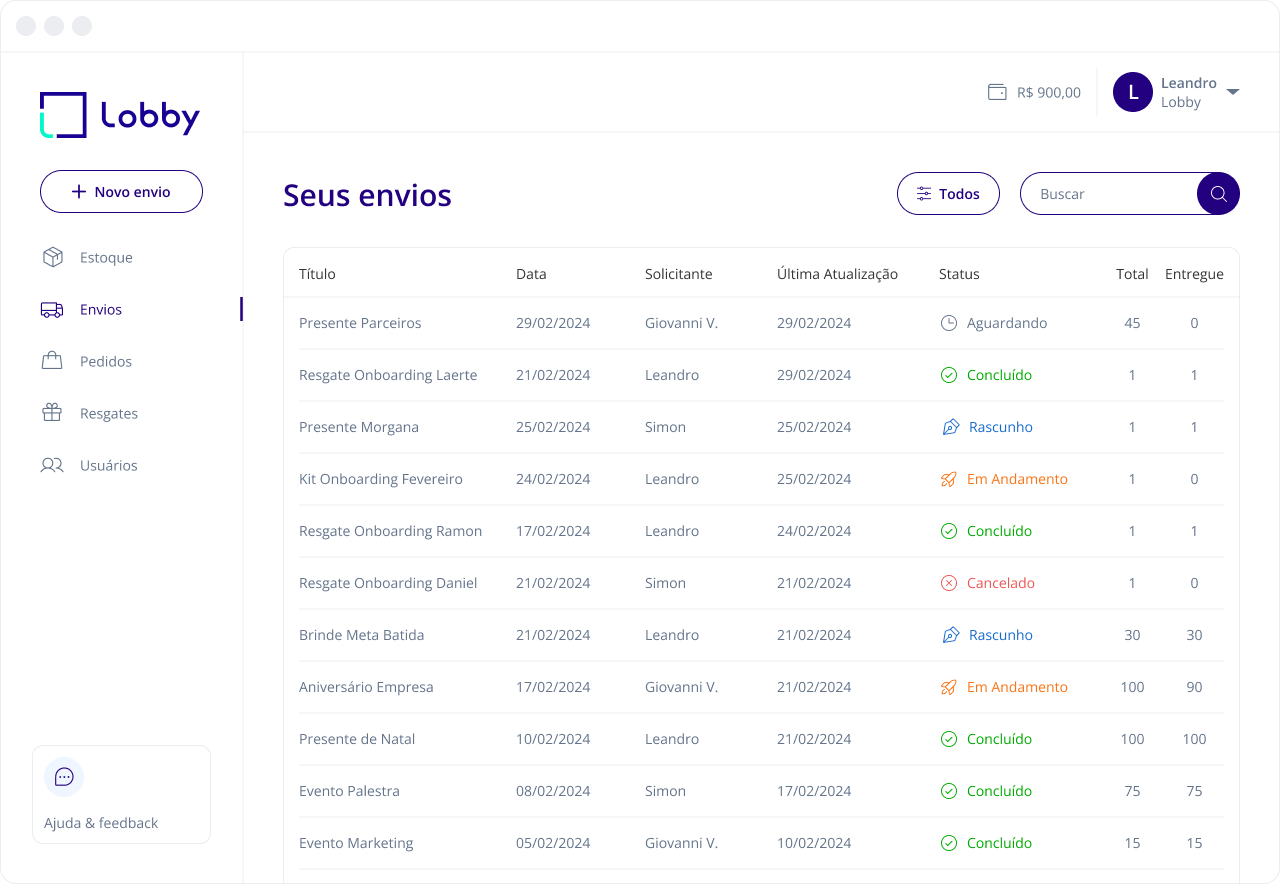 Lobby
R$ 900,00
L
Leandro
Lobby
Novo envio
Estoque
Envios
Pedidos
Resgates
Usuários
Ajuda & feedback
Seus envios
Todos
Buscar
Título Data Solicitante Última Atualização Status Total Entregue
Presente Parceiros 29/02/2024 Giovanni V. 29/02/2024 Aguardando 45 0
Resgate Onboarding Laerte 21/02/2024 Leandro 29/02/2024 Concluído 1 1
Presente Morgana 25/02/2024 Simon 25/02/2024 Rascunho 1 1
Kit Onboarding Fevereiro 24/02/2024 Leandro 25/02/2024 Em Andamento 1 0
Resgate Onboarding Ramon 17/02/2024 Leandro 24/02/2024 Concluído 1 1
Resgate Onboarding Daniel 21/02/2024 Simon 21/02/2024 Cancelado 1 0
Brinde Meta Batida 21/02/2024 Leandro 21/02/2024 Rascunho 30 30
Aniversário Empresa 17/02/2024 Giovanni V. 21/02/2024 Em Andamento 100 90
Presente de Natal 10/02/2024 Leandro 21/02/2024 Concluído 100 100
Evento Palestra 08/02/2024 Simon 17/02/2024 Concluído 75 75
Evento Marketing 05/02/2024 Giovanni V. 10/02/2024 Concluído 15 15